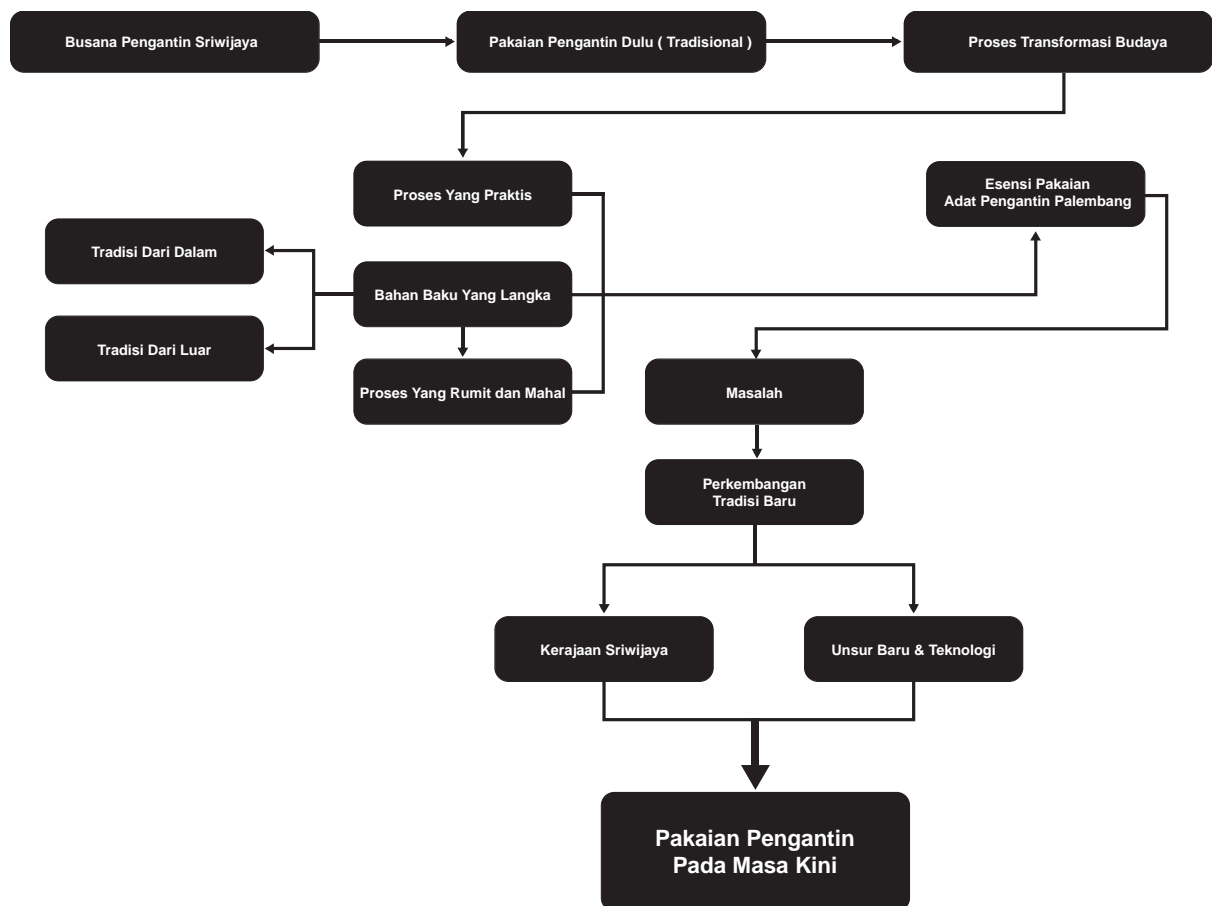 Busana Pengantin Sriwijaya
Pakaian Pengantin Dulu ( Tradisional )
Proses Transformasi Budaya
Proses Yang Praktis
Esensi Pakaian
Adat Pengantin Palembang
Tradisi Dari Dalam
Bahan Baku Yang Langka
Tradisi Dari Luar
Proses Yang Rumit dan Mahal
Masalah
Perkembangan
Tradisi Baru
Kerajaan Sriwijaya
Unsur Baru & Teknologi
Pakaian Pengantin
Pada Masa Kini